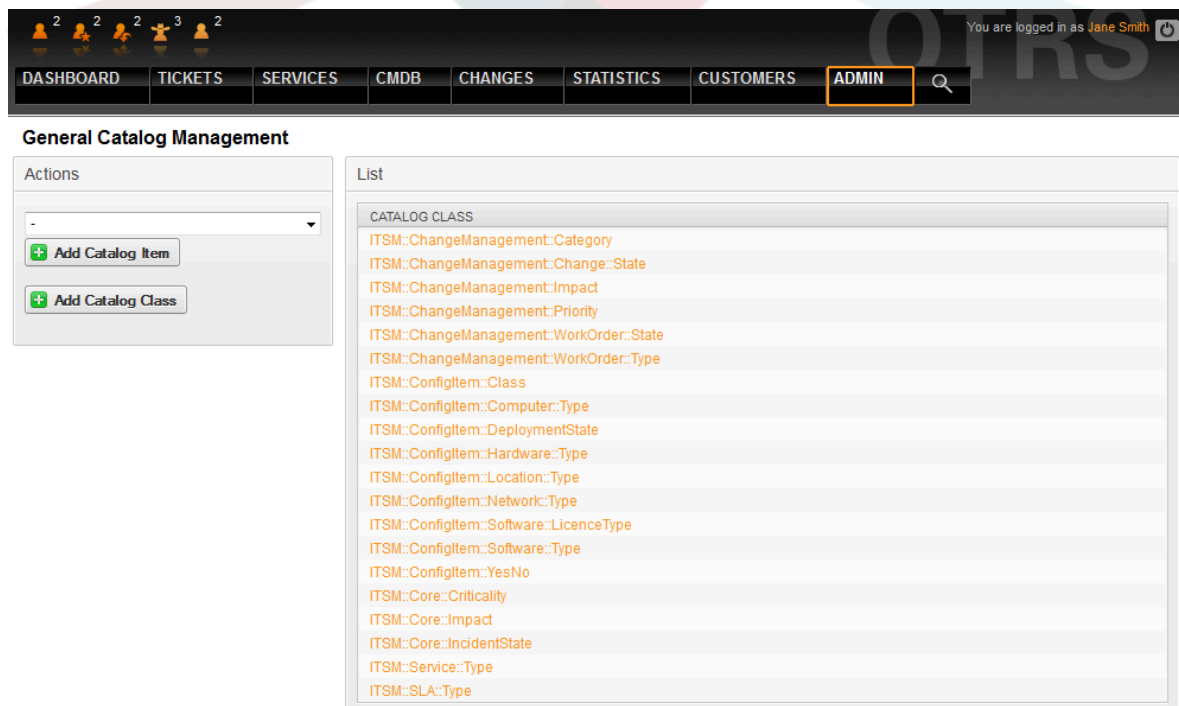 2 2 2 3 2
OTRS
You are logged in as Jane Smith
DASHBOARD TICKETS SERVICES CMDB CHANGES STATISTICS CUSTOMERS ADMIN
General Catalog Management
Actions
-
Add Catalog Item
Add Catalog Class
List
CATALOG CLASS
ITSM::ChangeManagement::Category
ITSM::ChangeManagement::Change::State
ITSM::ChangeManagement::Impact
ITSM::ChangeManagement::Priority
ITSM::ChangeManagement::WorkOrder::State
ITSM::ChangeManagement::WorkOrder::Type
ITSM::ConfigItem::Class
ITSM::ConfigItem::Computer::Type
ITSM::ConfigItem::DeploymentState
ITSM::ConfigItem::Hardware::Type
ITSM::ConfigItem::Location::Type
ITSM::ConfigItem::Network::Type
ITSM::ConfigItem::Software::LicenceType
ITSM::ConfigItem::Software::Type
ITSM::ConfigItem::YesNo
ITSM::Core::Criticality
ITSM::Core::Impact
ITSM::Core::IncidentState
ITSM::Service::Type
ITSM::SLA::Type